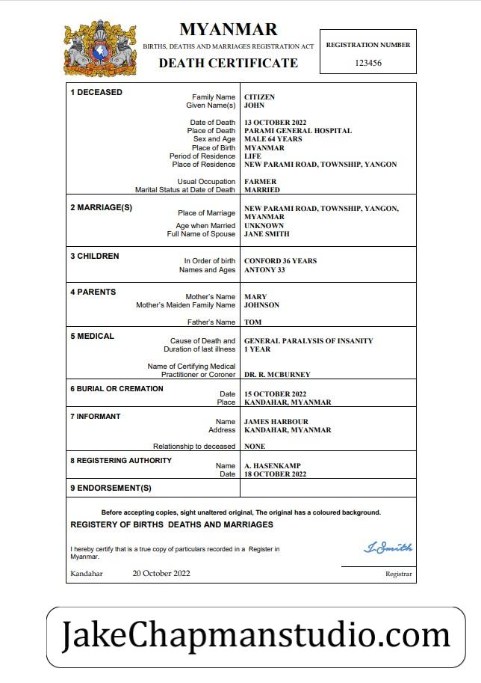 MYANMAR
BIRTHS, DEATHS AND MARRIAGES REGISTRATION ACT
DEATH CERTIFICATE
REGISTRATION NUMBER
123456
1 DECEASED
Family Name CITIZEN
Given Name(s) JOHN
Date of Death 13 OCTOBER 2022
Place of Death PARAMI GENERAL HOSPITAL
Sex and Age MALE 64 YEARS
Place of Birth MYANMAR
Period of Residence LIFE
Place of Residence NEW PARAMI ROAD, TOWNSHIP, YANGON
Usual Occupation FARMER
Marital Status at Date of Death MARRIED
2 MARRIAGE(S)
Place of Marriage NEW PARAMI ROAD, TOWNSHIP, YANGON,
MYANMAR
Age when Married UNKNOWN
Full Name of Spouse JANE SMITH
3 CHILDREN
In Order of birth CONFORD 36 YEARS
Names and Ages ANTONY 33
4 PARENTS
Mother's Name MARY
Mother's Maiden Family Name JOHNSON
Father's Name TOM
5 MEDICAL
Cause of Death and GENERAL PARALYSIS OF INSANITY
Duration of last illness 1 YEAR
Name of Certifying Medical
Practitioner or Coroner DR. R. MCBURNEY
6 BURIAL OR CREMATION
Date 15 OCTOBER 2022
Place KANDAHAR, MYANMAR
7 INFORMANT
Name JAMES HARBOUR
Address KANDAHAR, MYANMAR
Relationship to deceased NONE
8 REGISTERING AUTHORITY
Name A. HASENKAMP
Date 18 OCTOBER 2022
9 ENDORSEMENT(S)
Before accepting copies, sight unaltered original, The original has a coloured background.
REGISTERY OF BIRTHS DEATHS AND MARRIAGES
I hereby certify that is a true copy of particulars recorded in a Register in
Myanmar.
J.Smith
Kandahar 20 October 2022 Registrar
JakeChapmanstudio.com